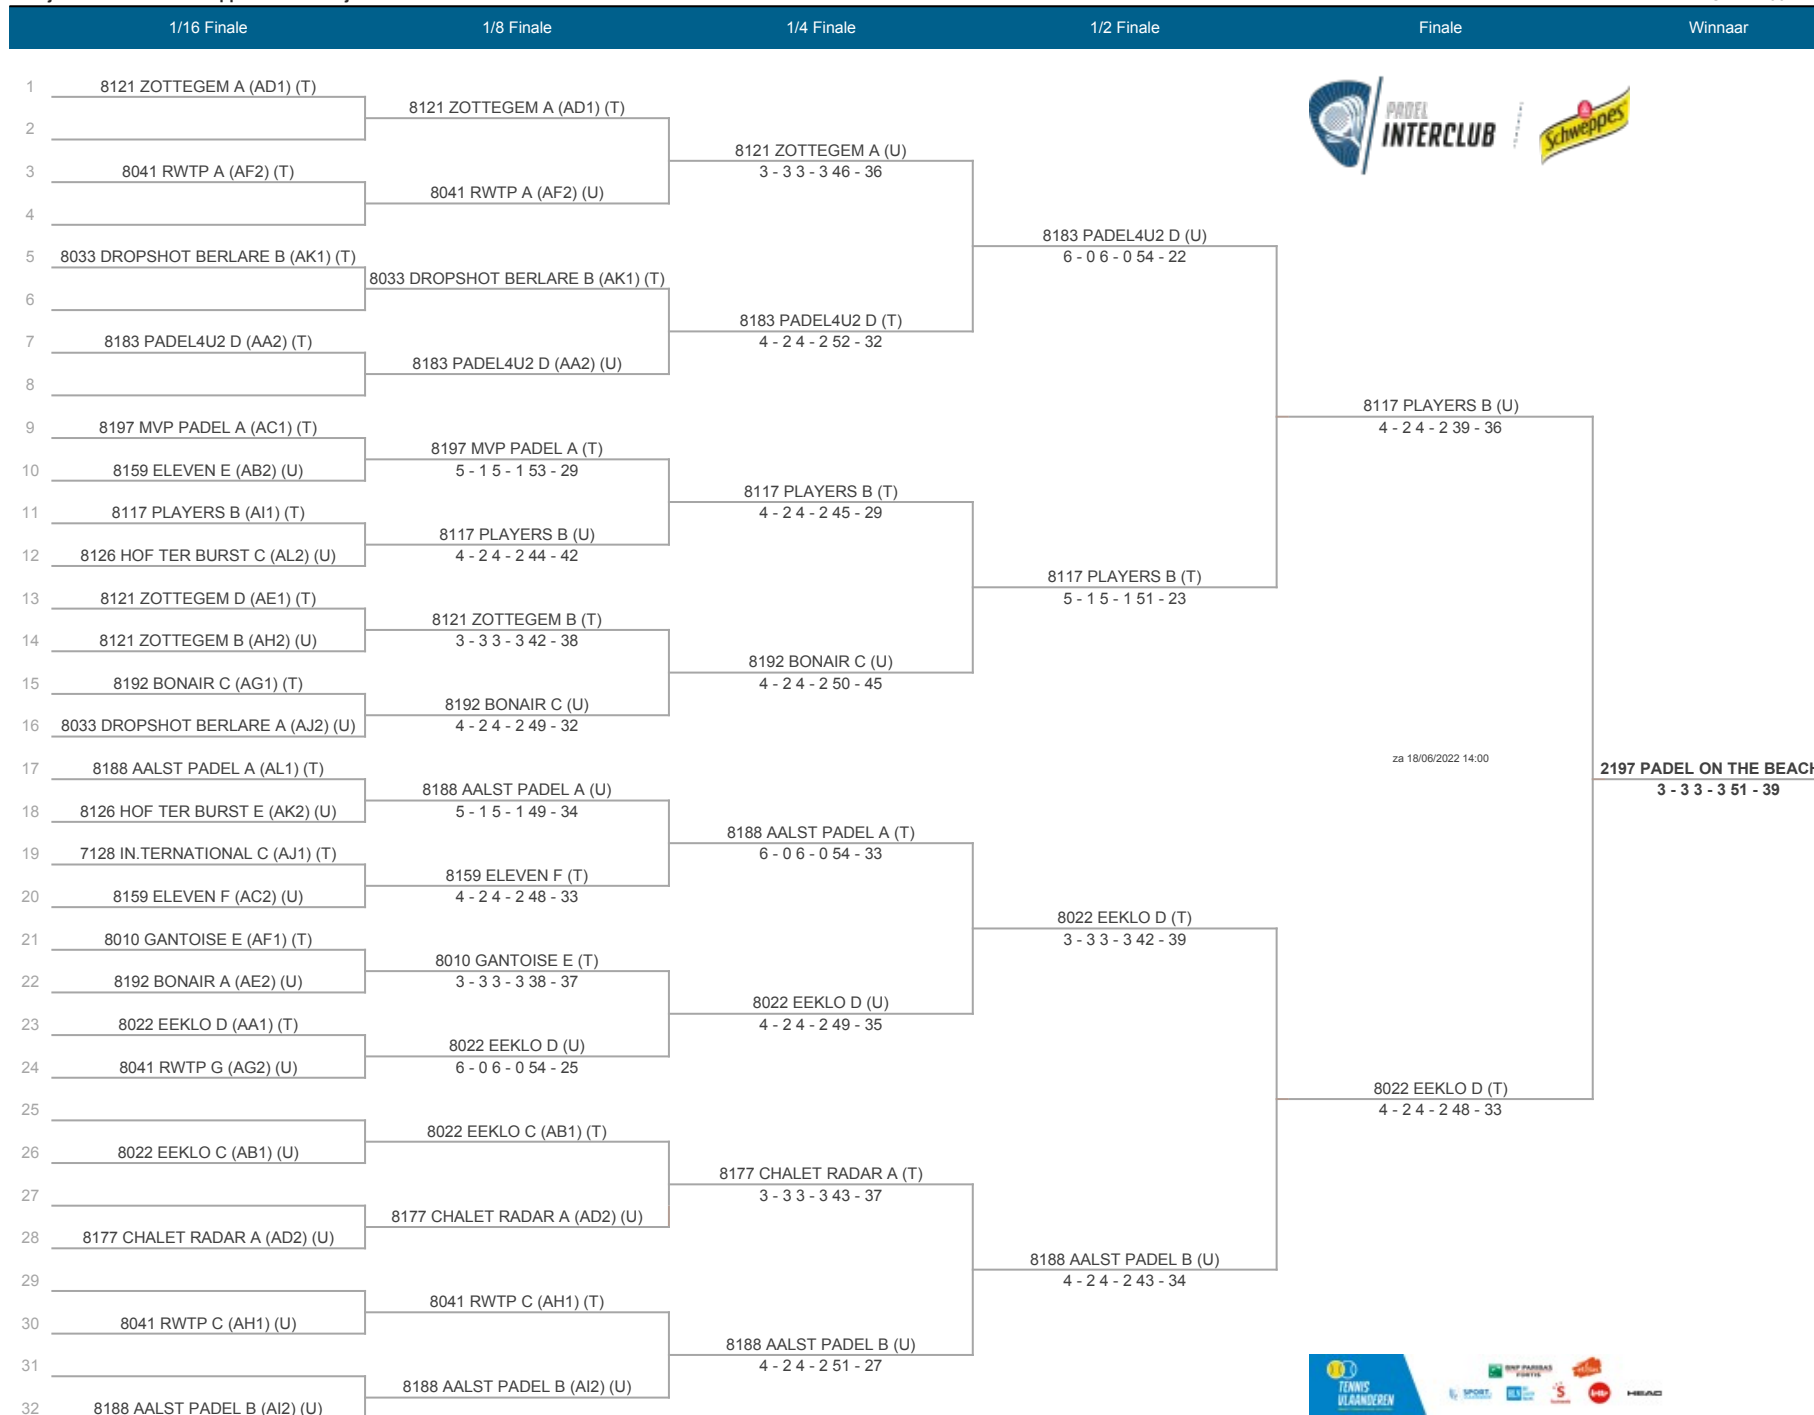 1/16 Finale 1/8 Finale 1/4 Finale 1/2 Finale Finale Winnaar
1 8121 ZOTTEGEM A (AD1) (T)
8121 ZOTTEGEM A (AD1) (T)
2
8121 ZOTTEGEM A (U)
3 - 3 3 - 3 46 - 36
3 8041 RWTP A (AF2) (T)
8041 RWTP A (AF2) (U)
4
8183 PADEL4U2 D (U)
6 - 0 6 - 0 54 - 22
5 8033 DROPSHOT BERLARE B (AK1) (T)
8033 DROPSHOT BERLARE B (AK1) (T)
6
8183 PADEL4U2 D (T)
4 - 2 4 - 2 52 - 32
7 8183 PADEL4U2 D (AA2) (T)
8183 PADEL4U2 D (AA2) (U)
8
8117 PLAYERS B (U)
4 - 2 4 - 2 39 - 36
9 8197 MVP PADEL A (AC1) (T)
8197 MVP PADEL A (T)
5 - 1 5 - 1 53 - 29
10 8159 ELEVEN E (AB2) (U)
8117 PLAYERS B (T)
4 - 2 4 - 2 45 - 29
11 8117 PLAYERS B (AI1) (T)
8117 PLAYERS B (U)
4 - 2 4 - 2 44 - 42
12 8126 HOF TER BURST C (AL2) (U)
8117 PLAYERS B (T)
5 - 1 5 - 1 51 - 23
13 8121 ZOTTEGEM D (AE1) (T)
8121 ZOTTEGEM B (T)
3 - 3 3 - 3 42 - 38
14 8121 ZOTTEGEM B (AH2) (U)
8192 BONAIR C (U)
4 - 2 4 - 2 50 - 45
15 8192 BONAIR C (AG1) (T)
8192 BONAIR C (U)
4 - 2 4 - 2 49 - 32
16 8033 DROPSHOT BERLARE A (AJ2) (U)
za 18/06/2022 14:00
2197 PADEL ON THE BEACH
3 - 3 3 - 3 51 - 39
17 8188 AALST PADEL A (AL1) (T)
8188 AALST PADEL A (U)
5 - 1 5 - 1 49 - 34
18 8126 HOF TER BURST E (AK2) (U)
8188 AALST PADEL A (T)
6 - 0 6 - 0 54 - 33
19 7128 IN.TERNATIONAL C (AJ1) (T)
8159 ELEVEN F (T)
4 - 2 4 - 2 48 - 33
20 8159 ELEVEN F (AC2) (U)
8022 EEKLO D (T)
3 - 3 3 - 3 42 - 39
21 8010 GANTOISE E (AF1) (T)
8010 GANTOISE E (T)
3 - 3 3 - 3 38 - 37
22 8192 BONAIR A (AE2) (U)
8022 EEKLO D (U)
4 - 2 4 - 2 49 - 35
23 8022 EEKLO D (AA1) (T)
8022 EEKLO D (U)
6 - 0 6 - 0 54 - 25
24 8041 RWTP G (AG2) (U)
8022 EEKLO D (T)
4 - 2 4 - 2 48 - 33
25
8022 EEKLO C (AB1) (T)
26 8022 EEKLO C (AB1) (U)
8177 CHALET RADAR A (T)
3 - 3 3 - 3 43 - 37
27
8177 CHALET RADAR A (AD2) (U)
28 8177 CHALET RADAR A (AD2) (U)
8188 AALST PADEL B (U)
4 - 2 4 - 2 43 - 34
29
8041 RWTP C (AH1) (T)
30 8041 RWTP C (AH1) (U)
8188 AALST PADEL B (U)
4 - 2 4 - 2 51 - 27
31
8188 AALST PADEL B (AI2) (U)
32 8188 AALST PADEL B (AI2) (U)
PADEL
INTERCLUB
Schweppes
TENNIS
VLAANDEREN
BNP PARIBAS
FORTIS
SPORT
HEAD